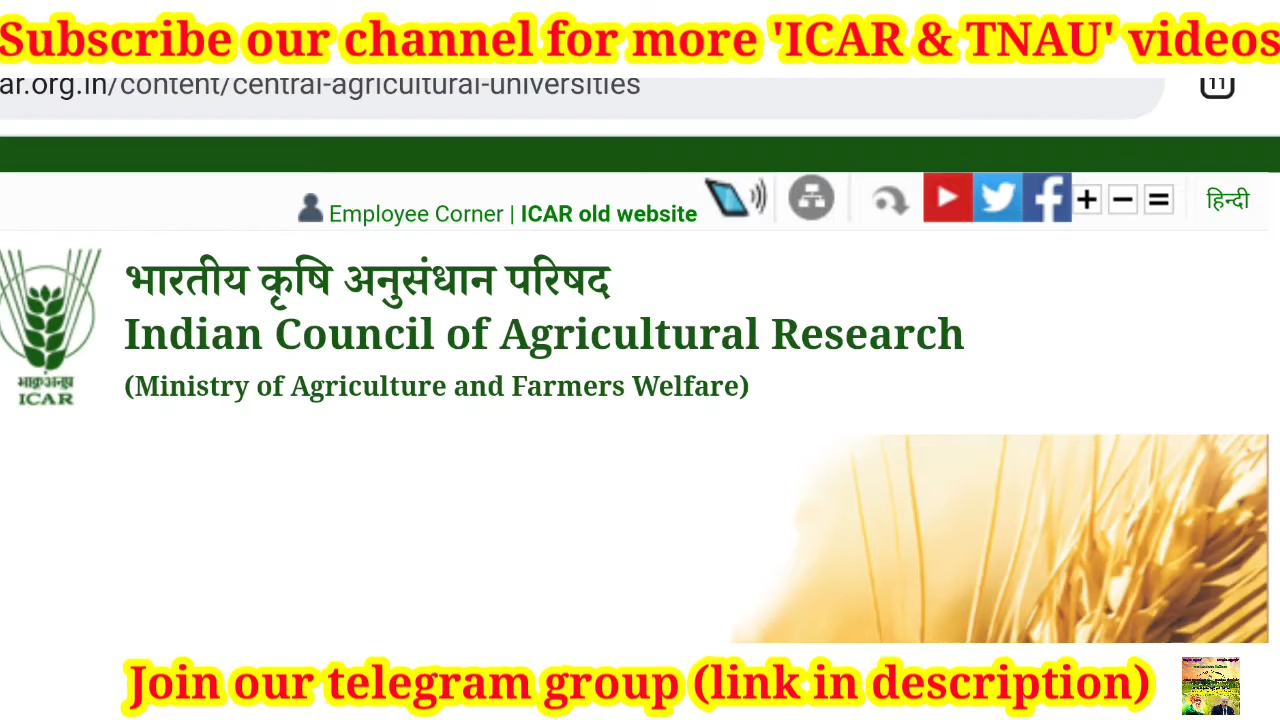 Subscribe our channel for more 'ICAR & TNAU' videos
ar.org.in/content/central-agricultural-universities
11
Employee Corner | ICAR old website
हिन्दी
भारतीय कृषि अनुसंधान परिषद
Indian Council of Agricultural Research
(Ministry of Agriculture and Farmers Welfare)
भाकृअनुप
ICAR
Join our telegram group (link in description)